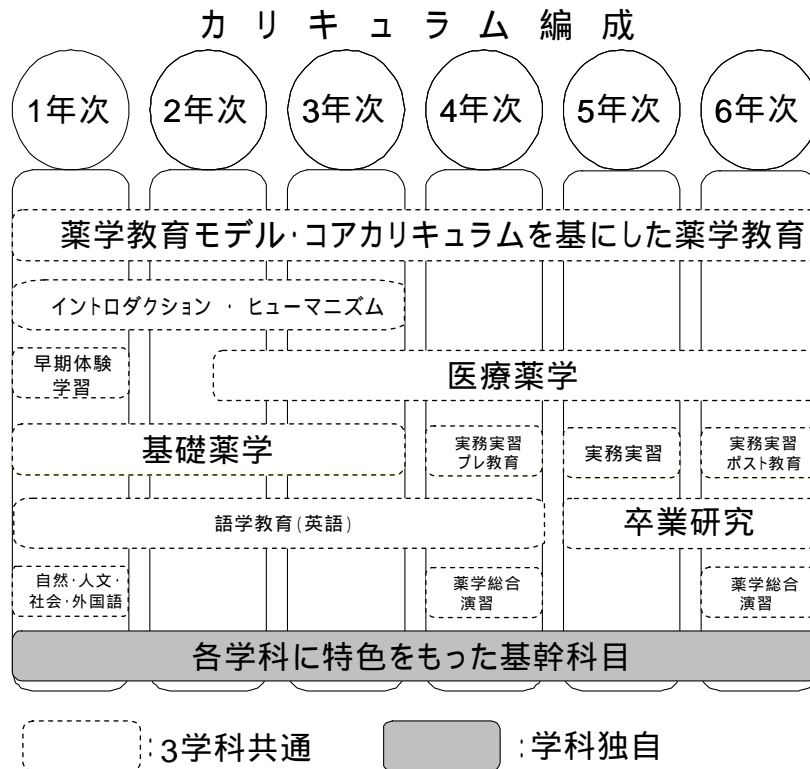 カリキュラム編成
1年次 2年次 3年次 4年次 5年次 6年次
薬学教育モデル・コアカリキュラムを基にした薬学教育
イントロダクション ・ ヒューマニズム
早期体験
学習
医療薬学
基礎薬学
実務実習
プレ教育
実務実習
実務実習
ポスト教育
語学教育(英語)
卒業研究
自然・人文・
社会・外国語
薬学総合
演習
薬学総合
演習
各学科に特色をもった基幹科目
:3学科共通
:学科独自